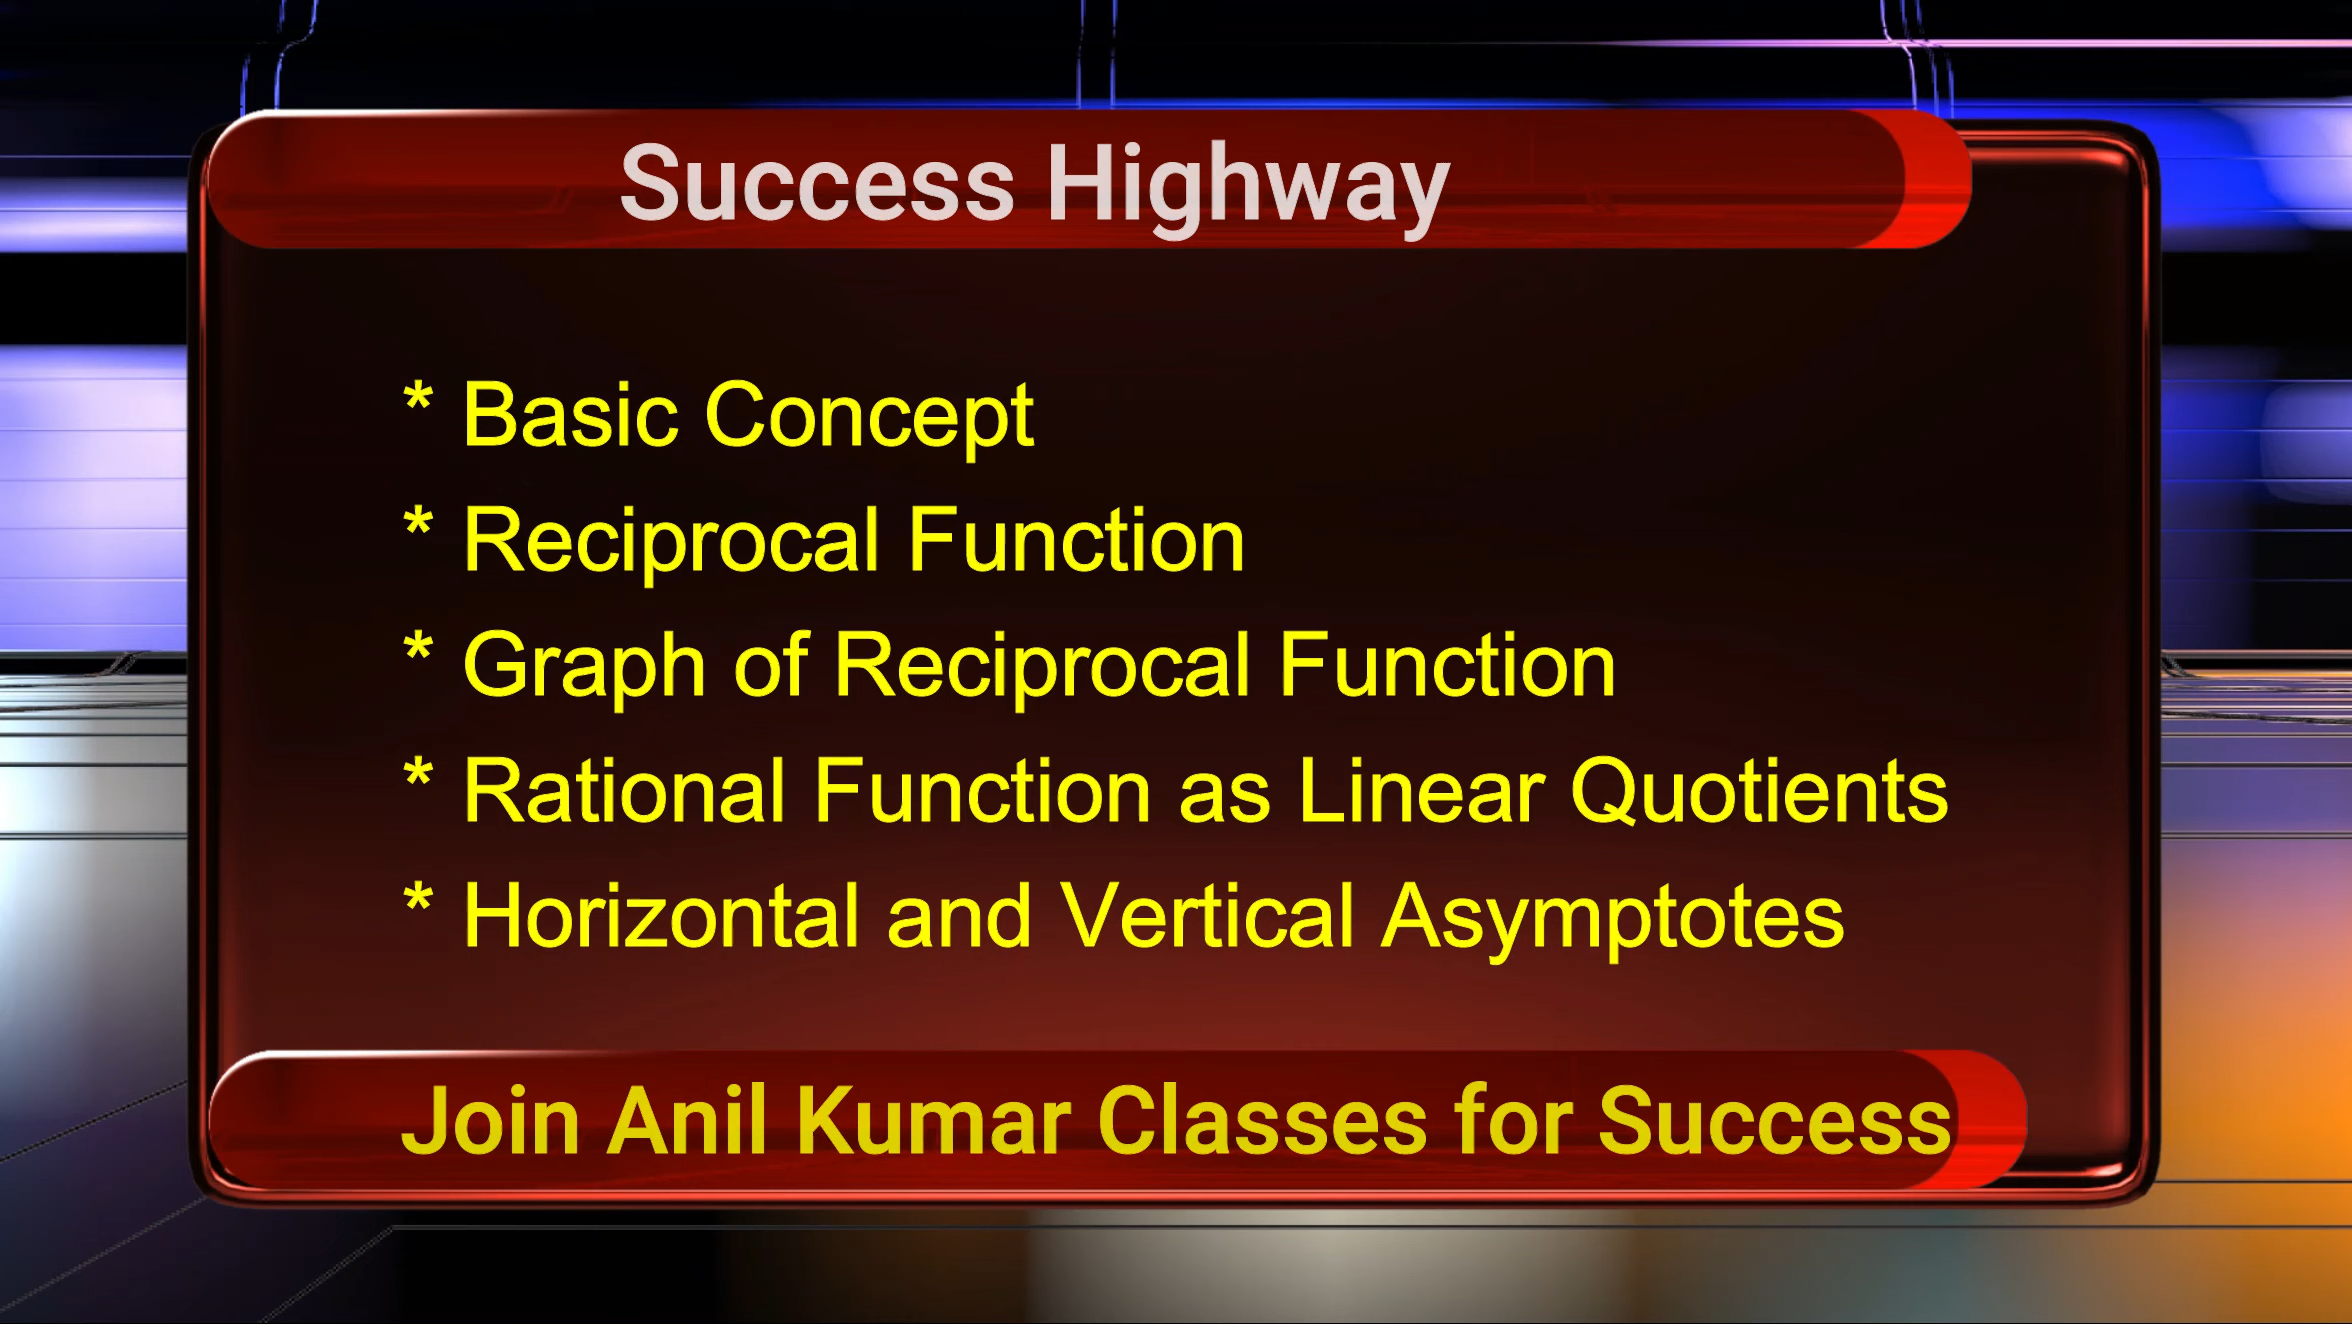 Success Highway
* Basic Concept
* Reciprocal Function
* Graph of Reciprocal Function
* Rational Function as Linear Quotients
* Horizontal and Vertical Asymptotes
Join Anil Kumar Classes for Success